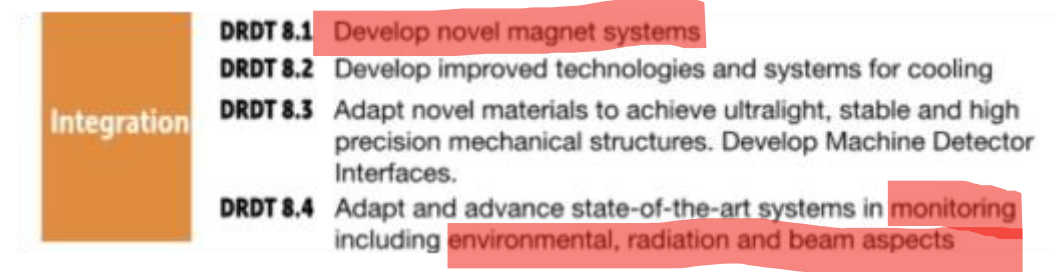 Integration
DRDT 8.1 Develop novel magnet systems
DRDT 8.2 Develop improved technologies and systems for cooling
DRDT 8.3 Adapt novel materials to achieve ultralight, stable and high
precision mechanical structures. Develop Machine Detector
Interfaces.
DRDT 8.4 Adapt and advance state-of-the-art systems in monitoring
including environmental, radiation and beam aspects